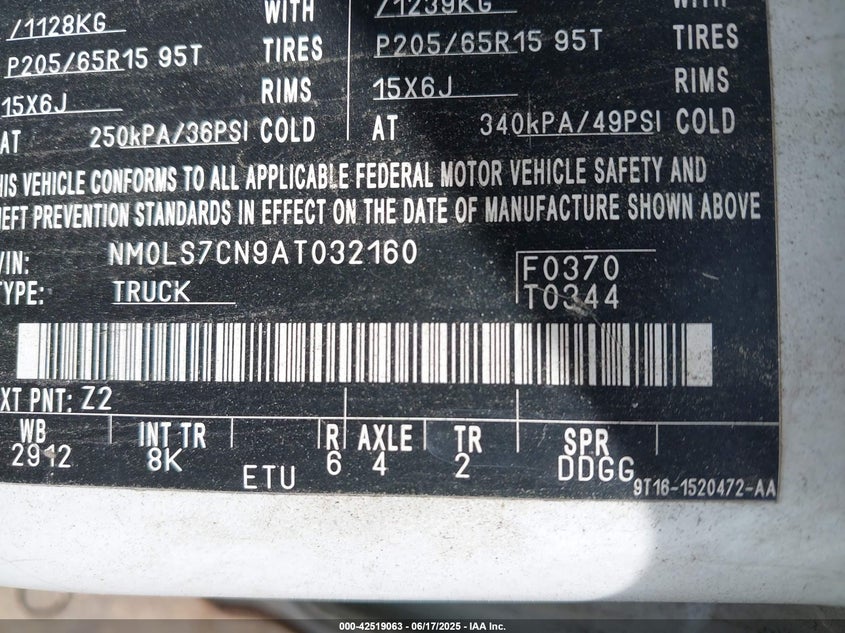 /1128KG WITH /1239KG WITH
P205/65R15 95T TIRES P205/65R15 95T TIRES
15X6J RIMS 15X6J RIMS
AT 250kPA/36PSI COLD AT 340kPA/49PSI COLD
HIS VEHICLE CONFORMS TO ALL APPLICABLE FEDERAL MOTOR VEHICLE SAFETY AND
HEFT PREVENTION STANDARDS IN EFFECT ON THE DATE OF MANUFACTURE SHOWN ABOVE
VIN: NM0LS7CN9AT032160
F0370
TYPE: TRUCK
T0344
XT PNT: Z2
WB INT TR R AXLE TR SPR
2912 8K ETU 6 4 2 DDGG
9T16-1520472-AA
000-42519063 - 06/17/2025 - IAA Inc.